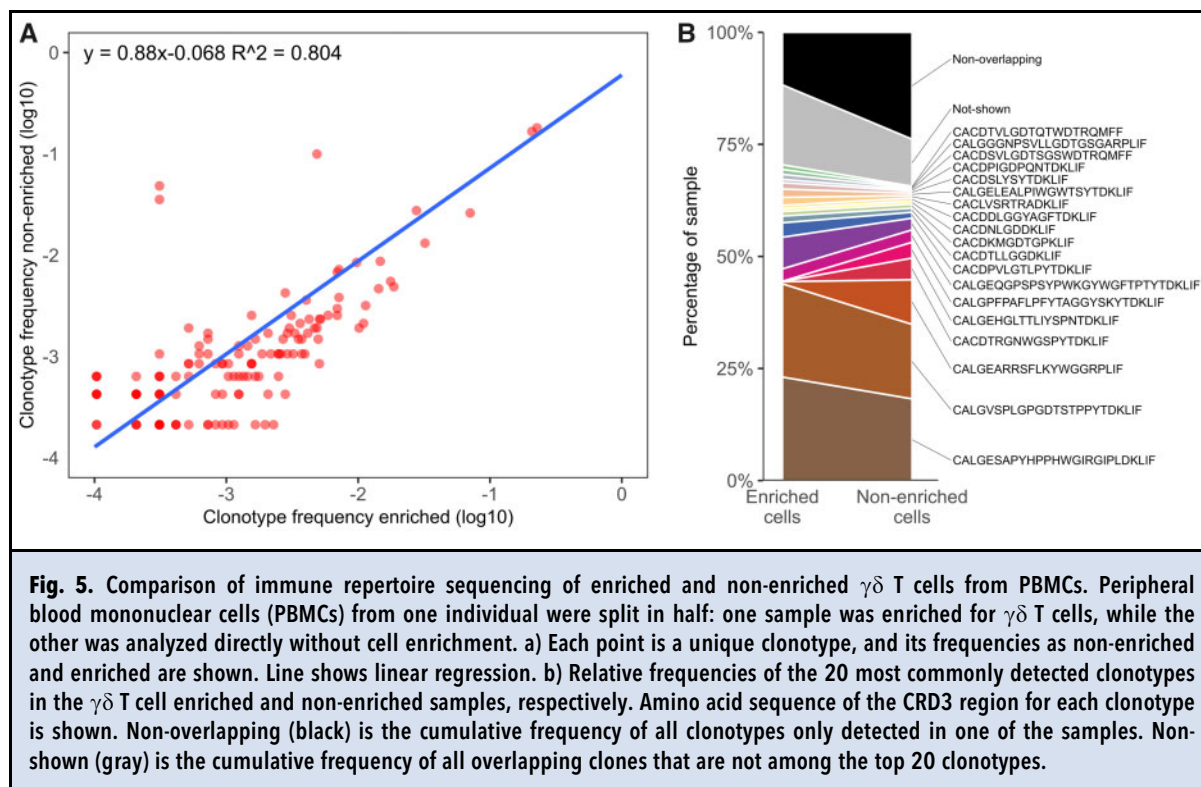 A
y = 0.88x-0.068 R^2 = 0.804
Clonotype frequency non-enriched (log10)
0
-1
-2
-3
-4
-4 -3 -2 -1 0
Clonotype frequency enriched (log10)
B
Percentage of sample
100%
75%
50%
25%
0%
Enriched cells
Non-enriched cells
Non-overlapping
Not-shown
CACDTVLGDTQTWDTRQMFF
CALGGGNPSVLLGDTGSGARPLIF
CACDSVLGDTSGSWDTRQMFF
CACDPIGDPQNTDKLIF
CACDSLYSYTDKLIF
CALGELEALPIWGWTSYTDKLIF
CACLVSRTRADKLIF
CACDDLGGYAGFTDKLIF
CACDNLGDDKLIF
CACDKMGDTGPKLIF
CACDTLLGGDKLIF
CACDPVLGTLPYTDKLIF
CALGEQGPSPSYPWKGYWGFTPTYTDKLIF
CALGPFPAFLPFYTAGGYSKYTDKLIF
CALGEHGLTTLIYSPNTDKLIF
CACDTRGNWGSPYTDKLIF
CALGEARRSFLKYWGGRPLIF
CALGVSPLGPGDTSTPPYTDKLIF
CALGESAPYHPPHWGIRGIPLDKLIF
Fig. 5. Comparison of immune repertoire sequencing of enriched and non-enriched γδ T cells from PBMCs. Peripheral
blood mononuclear cells (PBMCs) from one individual were split in half: one sample was enriched for γδ T cells, while the
other was analyzed directly without cell enrichment. a) Each point is a unique clonotype, and its frequencies as non-enriched
and enriched are shown. Line shows linear regression. b) Relative frequencies of the 20 most commonly detected clonotypes
in the γδ T cell enriched and non-enriched samples, respectively. Amino acid sequence of the CRD3 region for each clonotype
is shown. Non-overlapping (black) is the cumulative frequency of all clonotypes only detected in one of the samples. Non-
shown (gray) is the cumulative frequency of all overlapping clones that are not among the top 20 clonotypes.